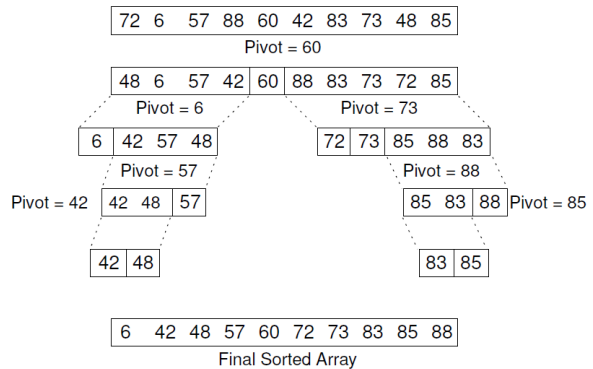 72 6 57 88 60 42 83 73 48 85
Pivot = 60
48 6 57 42 60 88 83 73 72 85
Pivot = 6 Pivot = 73
6 42 57 48 72 73 85 88 83
Pivot = 57 Pivot = 88
Pivot = 42 42 48 57 85 83 88 Pivot = 85
42 48 83 85
6 42 48 57 60 72 73 83 85 88
Final Sorted Array